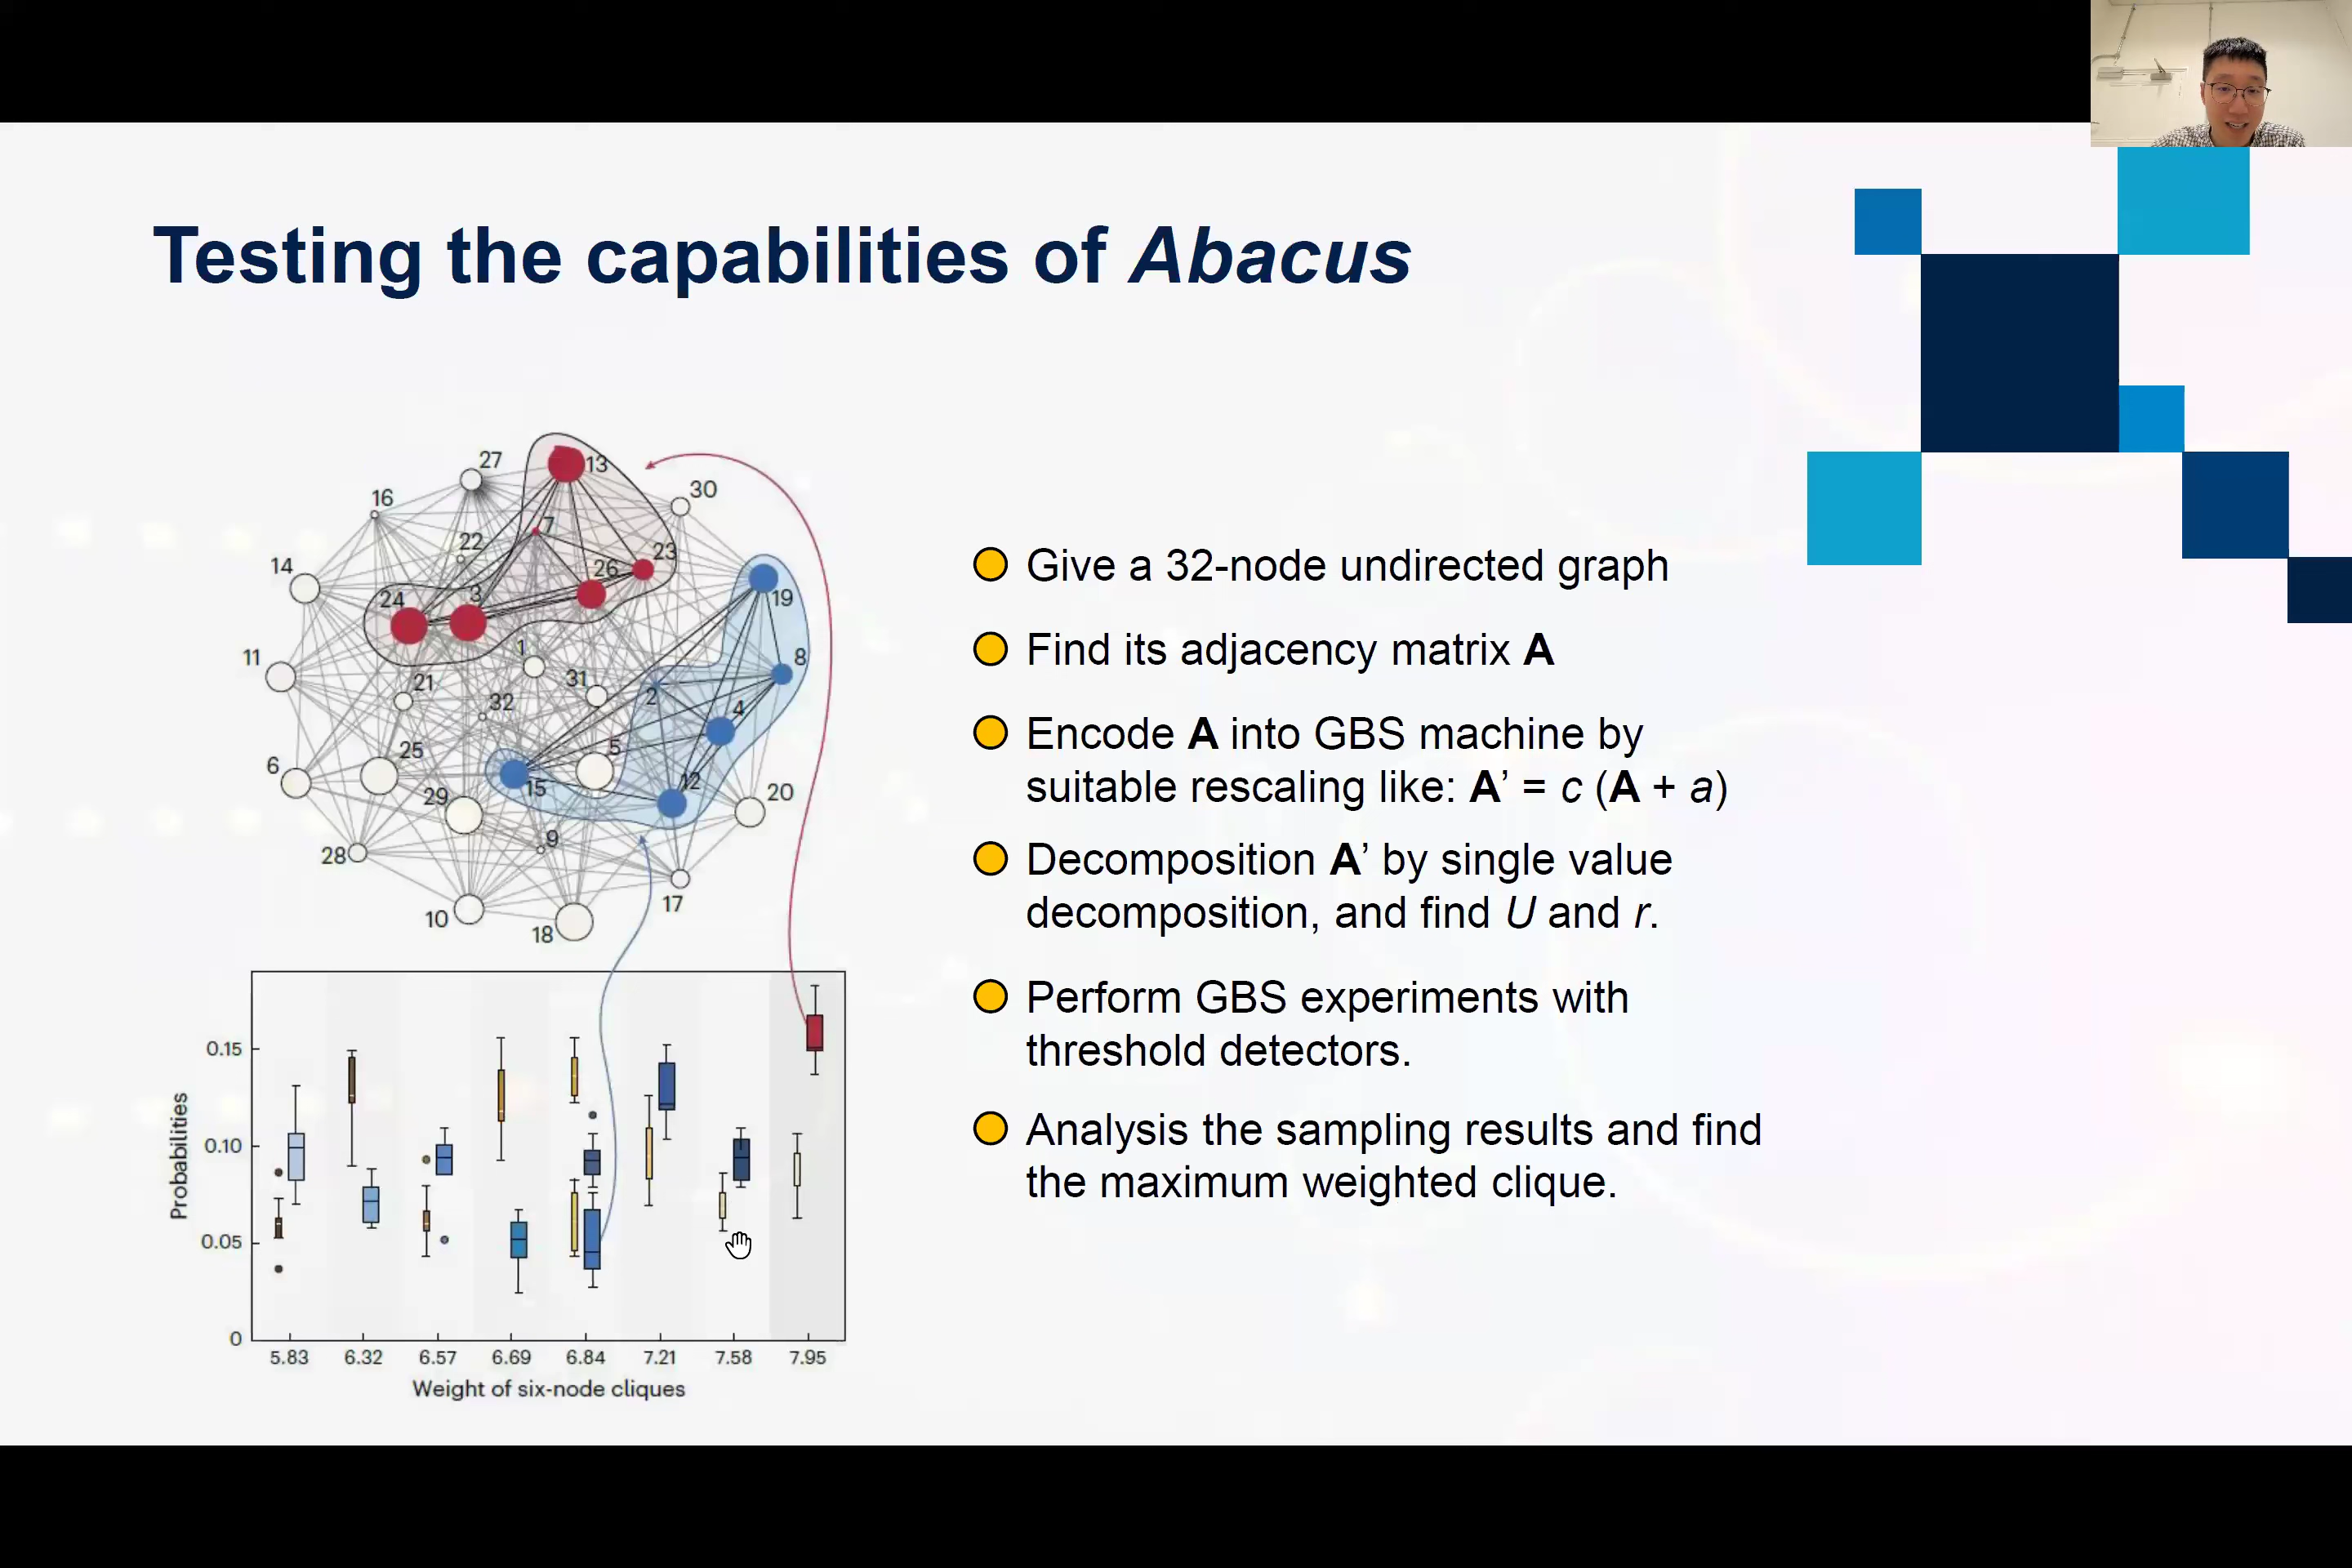 Testing the capabilities of Abacus
27
13
16
30
7
22
23
14
26
24
3
19
1
11
8
31
21
2
32
4
25
5
6
12
15
29
20
9
28
17
10
18
Give a 32-node undirected graph
Find its adjacency matrix A
Encode A into GBS machine by
suitable rescaling like: A’ = c (A + a)
Decomposition A’ by single value
decomposition, and find U and r.
Perform GBS experiments with
threshold detectors.
Analysis the sampling results and find
the maximum weighted clique.
Probabilities
0.15
0.10
0.05
0
5.83 6.32 6.57 6.69 6.84 7.21 7.58 7.95
Weight of six-node cliques